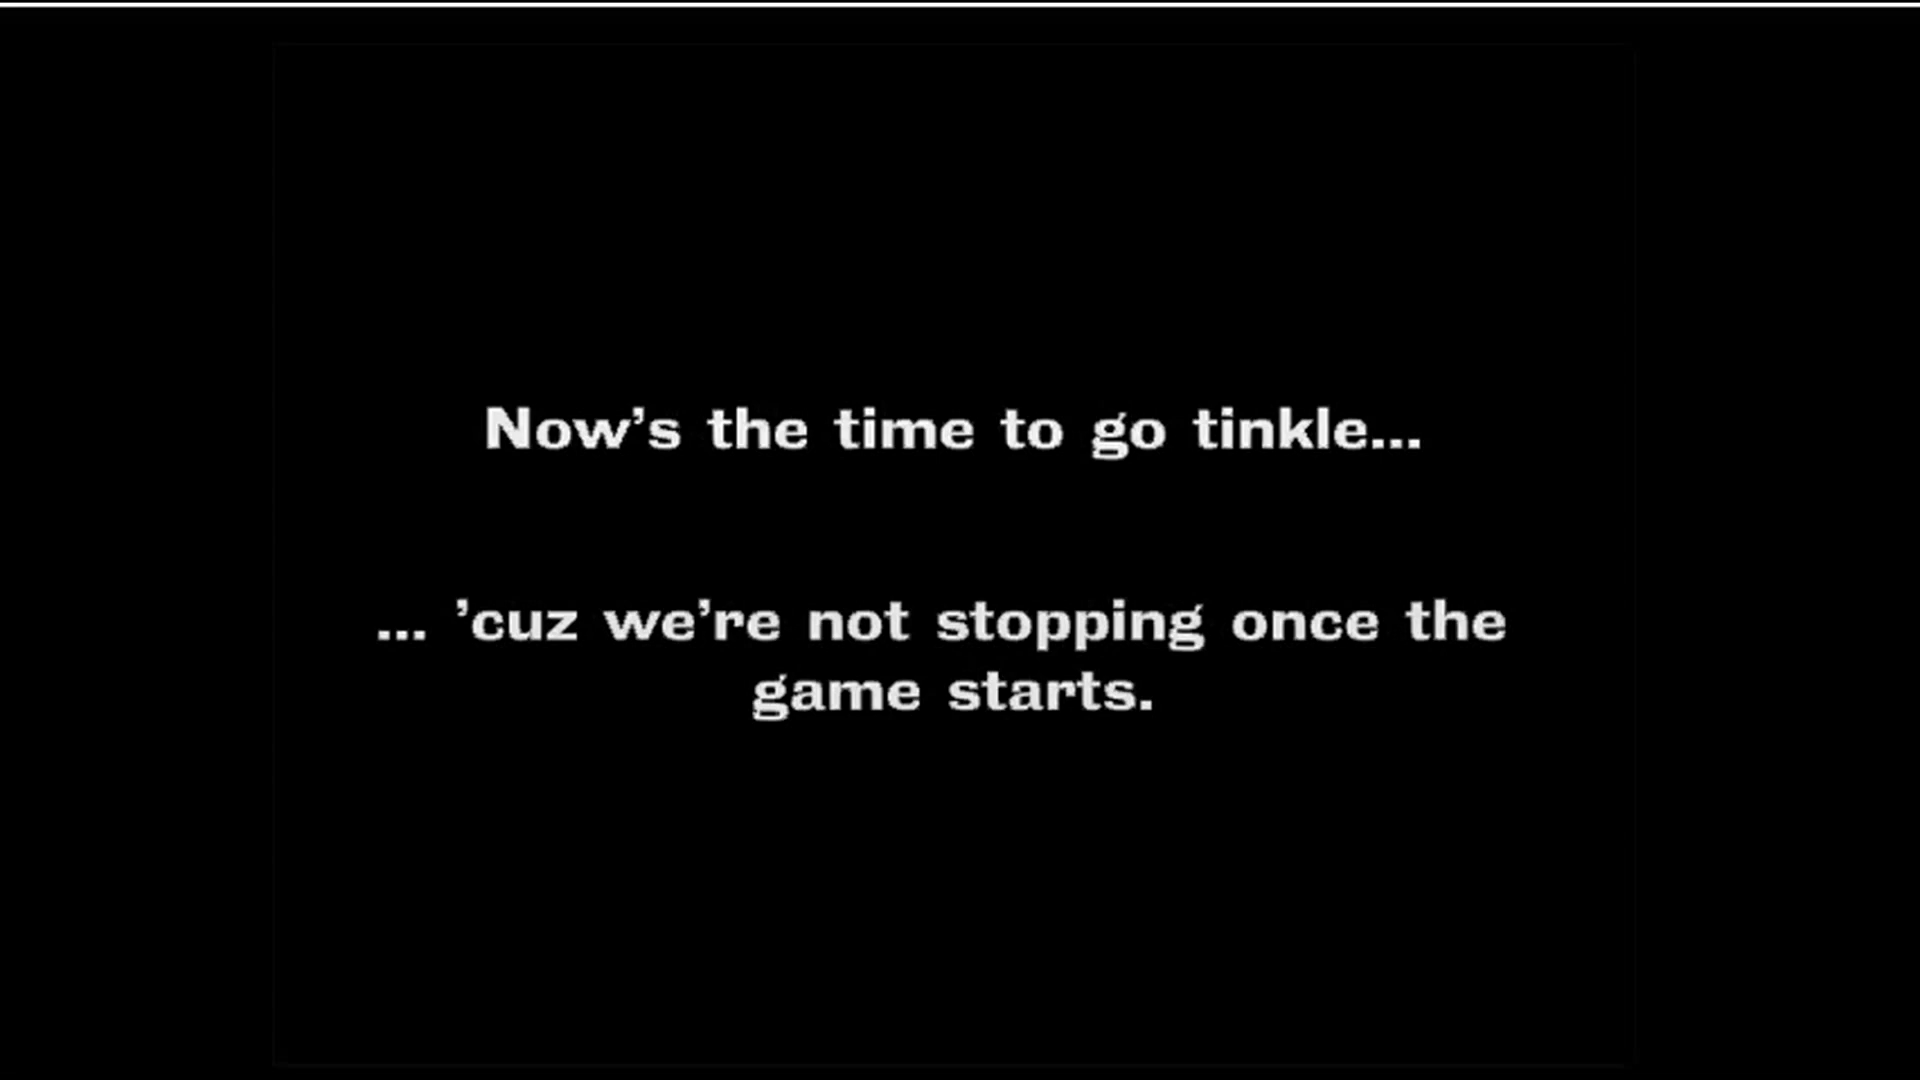 Now’s the time to go tinkle...
... ’cuz we’re not stopping once the
game starts.